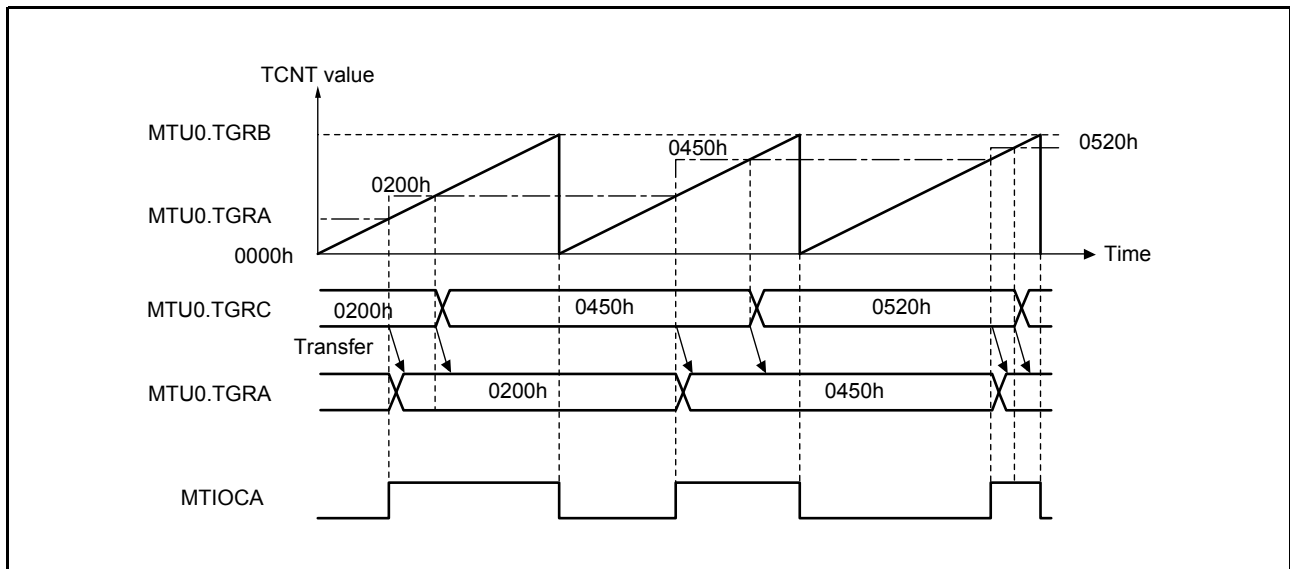 TCNT value
MTU0.TGRB
0520h
0450h
0200h
MTU0.TGRA
0000h
Time
MTU0.TGRC
0200h
0450h
0520h
Transfer
MTU0.TGRA
0200h
0450h
MTIOCA